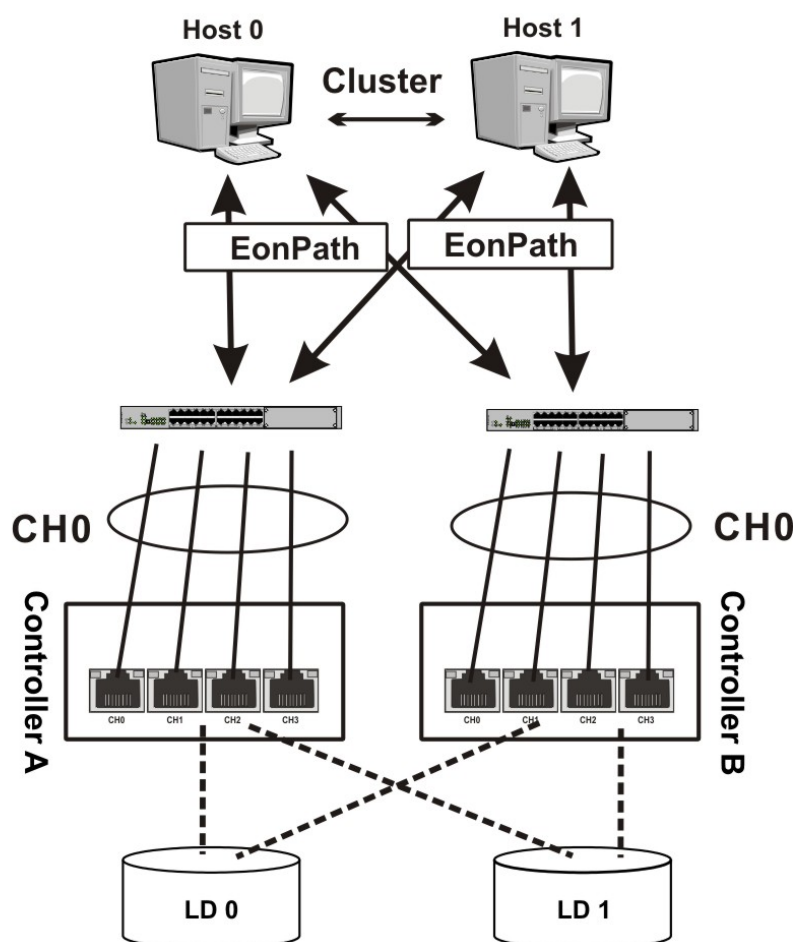 Host 0
Host 1
Cluster
EonPath
EonPath
CH0
CH0
Controller A
CH0
CH1
CH2
CH3
Controller B
CH0
CH1
CH2
CH3
LD 0
LD 1